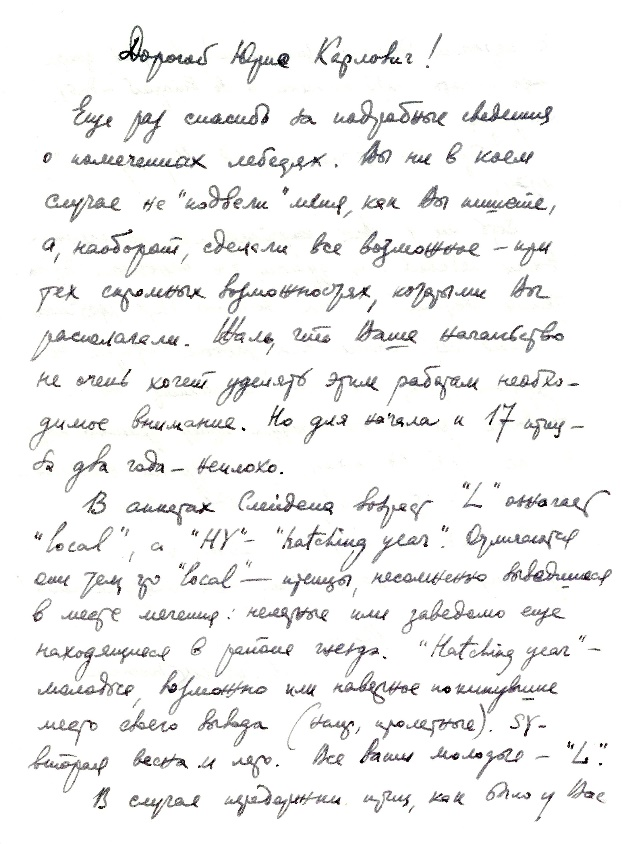 Дорогой Юрис Карлович!
Еще раз спасибо за подробные сведения
о помеченных лебедях. Вы ни в коем
случае не "подвели" меня, как Вы пишете,
а, наоборот, сделали все возможное – при
тех скромных возможностях, которыми Вы
располагали. Жаль, что Ваше начальство
не очень хочет уделять этим работам необхо-
димое внимание. Но для начала и 17 птиц –
за два года – неплохо.
В анкетах Слейдена возраст "L" означает
"local", а "HY" – "hatching year". Отличаются
они тем, что "local" — птицы, несомненно выведшиеся
в месте мечения: нелетные или заведомо еще
находящиеся в районе гнезда. "Hatching year" –
молодые, возможно или наверное покинувшие
место своего вывода (напр., пролетные). SY –
вторая весна и лето. Все ваши молодые – "L".
В случае передержки птиц, как было у Вас